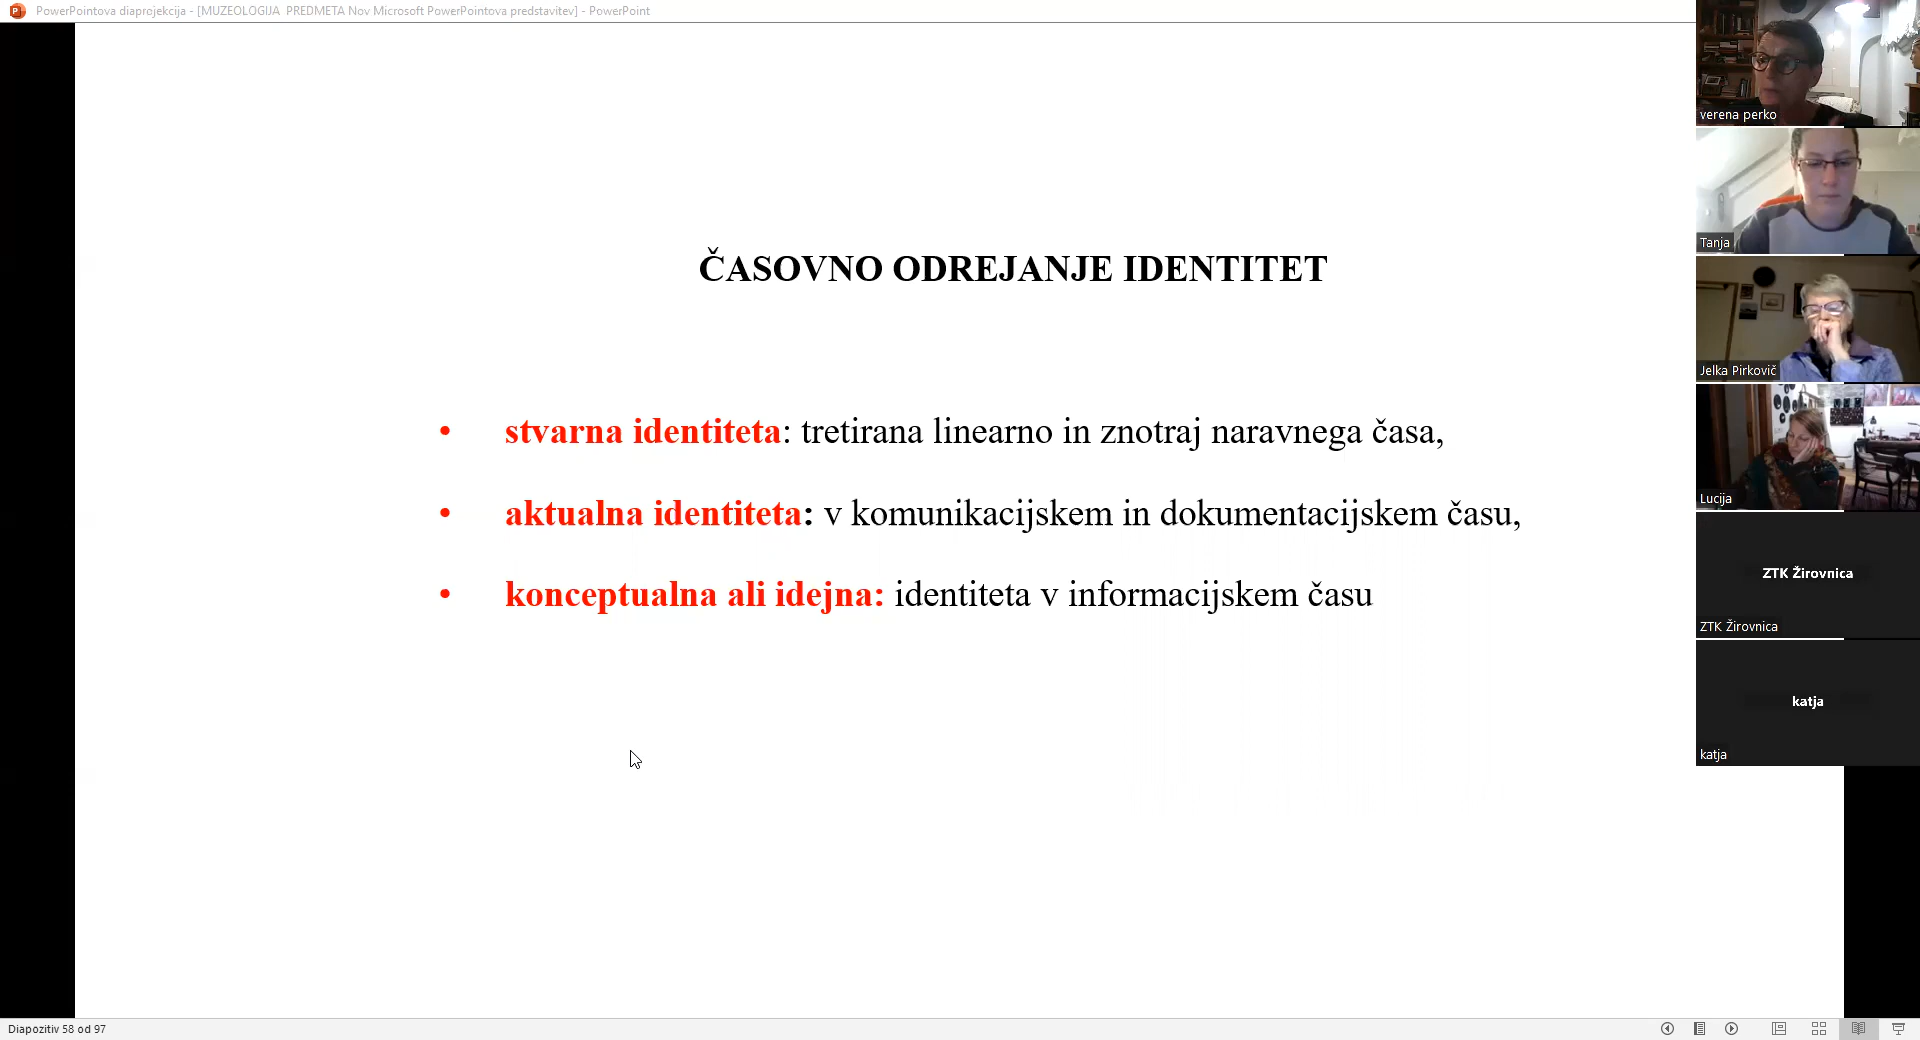 PowerPointova diaprojekcija - [MUZEOLOGIJA  PREDMETA Nov Microsoft PowerPointova predstavitev] - PowerPoint
ČASOVNO ODREJANJE IDENTITET
• stvarna identiteta: tretirana linearno in znotraj naravnega časa,
• aktualna identiteta: v komunikacijskem in dokumentacijskem času,
• konceptualna ali idejna: identiteta v informacijskem času
verena perko
Tanja
Jelka Pirkovič
Lucija
ZTK Žirovnica
ZTK Žirovnica
katja
katja
Diapozitiv 58 od 97